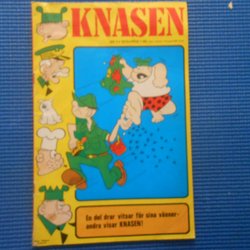 KNASEN
En del drar vitsar för sina vänner-
andra visar KNASEN!